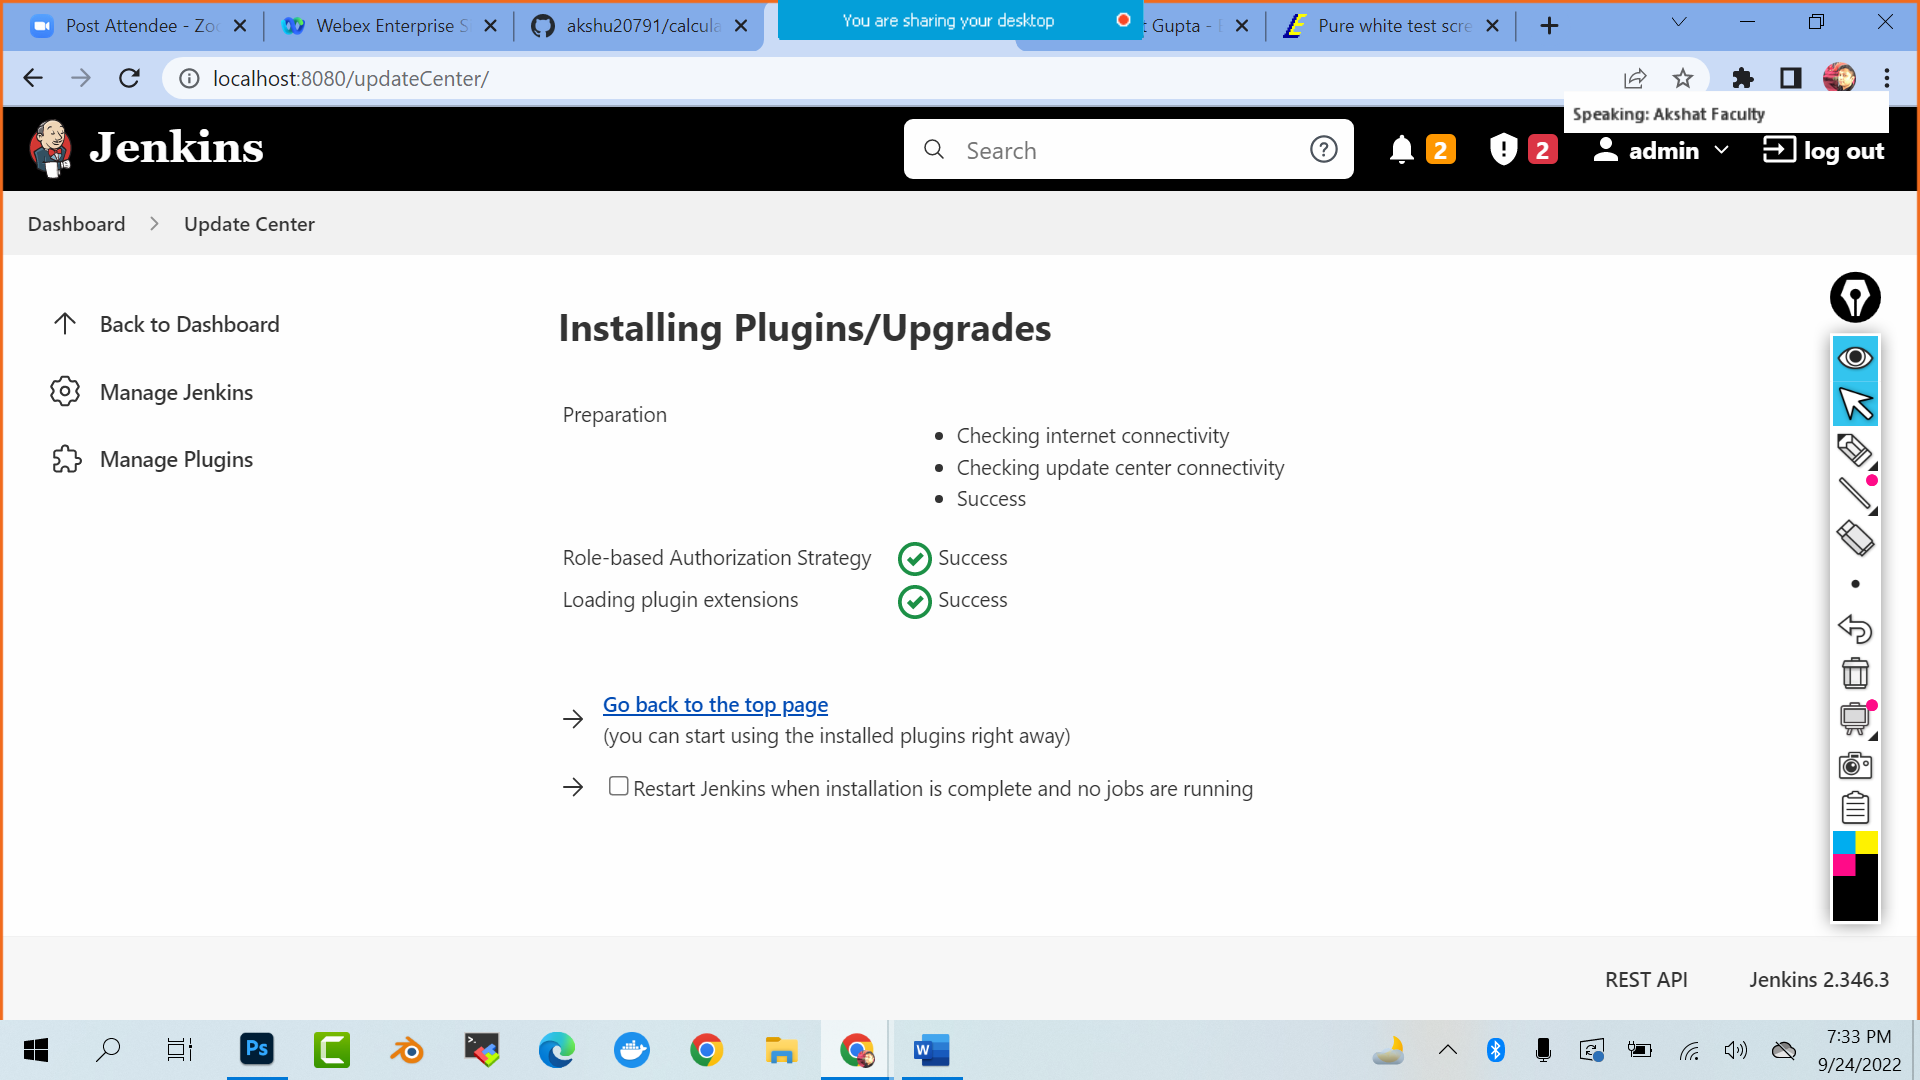 Post Attendee - Zoo
Webex Enterprise S
akshu20791/calcula
You are sharing your desktop
t Gupta -
Pure white test scre
localhost:8080/updateCenter/
Speaking: Akshat Faculty
Jenkins
Search
2
2
admin
log out
Dashboard
Update Center
Back to Dashboard
Manage Jenkins
Manage Plugins
Installing Plugins/Upgrades
Preparation
Checking internet connectivity
Checking update center connectivity
Success
Role-based Authorization Strategy
Success
Loading plugin extensions
Success
Go back to the top page
(you can start using the installed plugins right away)
Restart Jenkins when installation is complete and no jobs are running
REST API
Jenkins 2.346.3
Ps
W
7:33 PM
9/24/2022